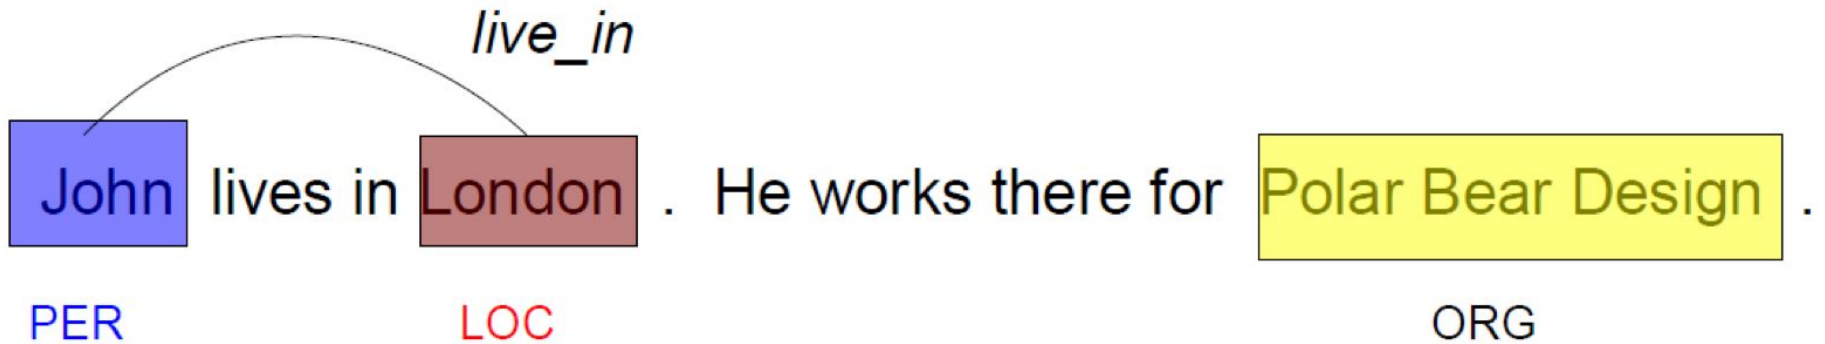 live_in
John lives in London . He works there for Polar Bear Design .
PER LOC ORG